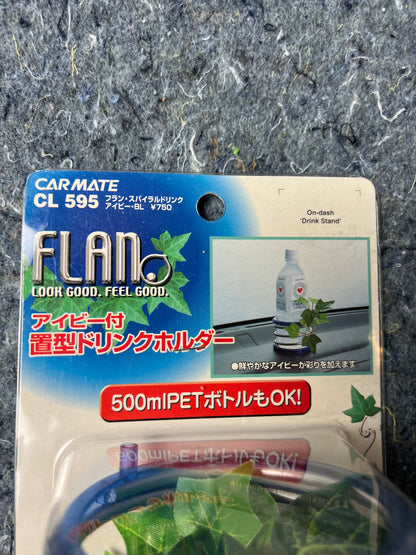 CARMATE
CL 595 フラン・スパイラルドリンク
アイビー・BL ¥750
FLAN
LOOK GOOD. FEEL GOOD.
On-dash
'Drink Stand'
アイビー付
置型ドリンクホルダー
●鮮やかなアイビーが彩りを加えます
500mlPETボトルもOK!